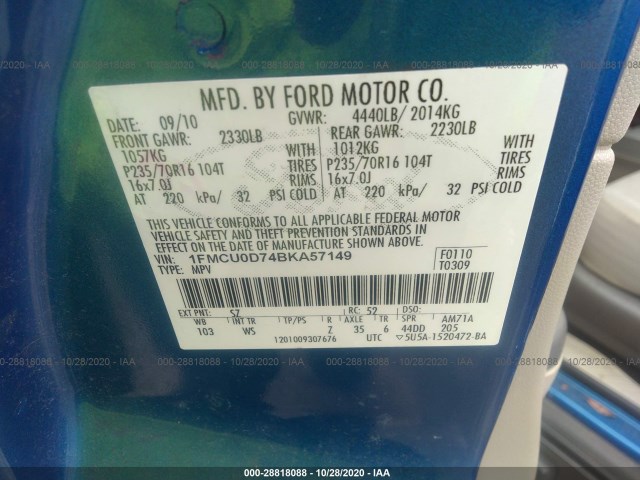 000-28818088 - 10/28/2020 - IAA
MFD. BY FORD MOTOR CO.
DATE: 09/10 GVWR: 4440LB/ 2014KG
FRONT GAWR: 2330LB REAR GAWR: 2230LB
1057KG WITH 1012KG WITH
P235/70R16 104T TIRES P235/70R16 104T TIRES
16x7.0J RIMS 16x7.0J RIMS
AT 220 kPa/ 32 PSI COLD AT 220 kPa/ 32 PSI COLD
THIS VEHICLE CONFORMS TO ALL APPLICABLE FEDERAL MOTOR
VEHICLE SAFETY AND THEFT PREVENTION STANDARDS IN
EFFECT ON THE DATE OF MANUFACTURE SHOWN ABOVE.
VIN: 1FMCU0D74BKA57149 F0110
TYPE: MPV T0309
EXT PNT: SZ RC: 52 DSO:
WB INT TR TP/PS R AXLE TR SPR AM71A
103 WS Z 35 6 44DD 205
1201009307676 UTC ▽5U5A-1520472-BA
000-28818088 - 10/28/2020 - IAA